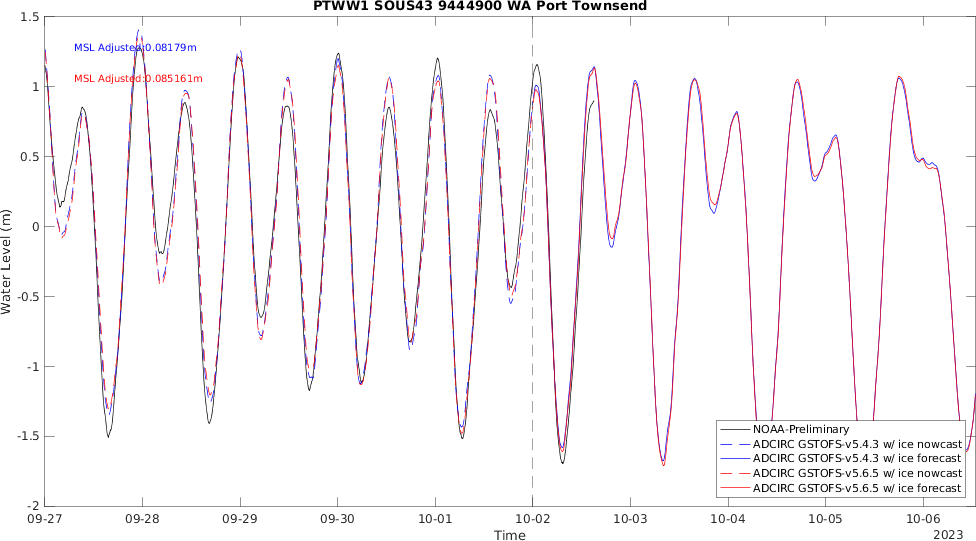 PTWW1 SOUS43 9444900 WA Port Townsend
MSL Adjusted:0.08179m
MSL Adjusted:0.085161m
Water Level (m)
1.5
1
0.5
0
-0.5
-1
-1.5
-2
09-27
09-28
09-29
09-30
10-01
10-02
10-03
10-04
10-05
10-06
Time
2023
NOAA-Preliminary
ADCIRC GSTOFS-v5.4.3 w/ ice nowcast
ADCIRC GSTOFS-v5.4.3 w/ ice forecast
ADCIRC GSTOFS-v5.6.5 w/ ice nowcast
ADCIRC GSTOFS-v5.6.5 w/ ice forecast